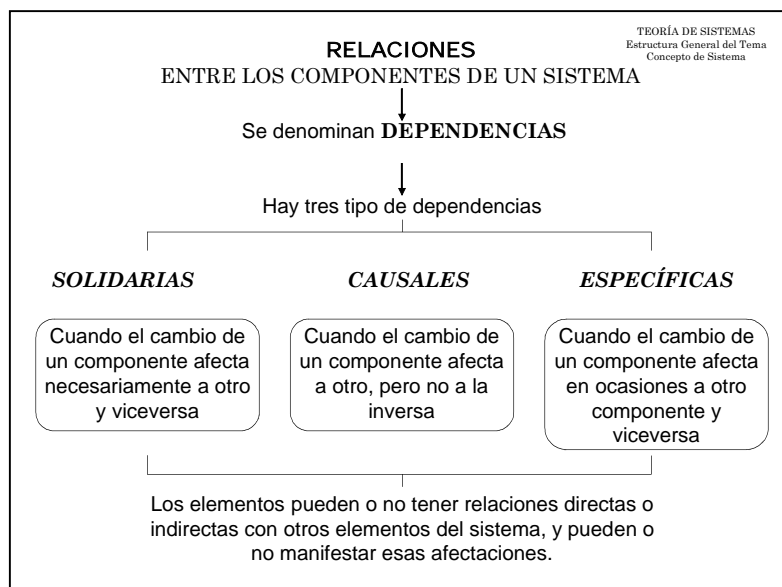 TEORÍA DE SISTEMAS
Estructura General del Tema
Concepto de Sistema
RELACIONES
ENTRE LOS COMPONENTES DE UN SISTEMA
Se denominan DEPENDENCIAS
Hay tres tipo de dependencias
SOLIDARIAS
Cuando el cambio de
un componente afecta
necesariamente a otro
y viceversa
CAUSALES
Cuando el cambio de
un componente afecta
a otro, pero no a la
inversa
ESPECÍFICAS
Cuando el cambio de
un componente afecta
en ocasiones a otro
componente y
viceversa
Los elementos pueden o no tener relaciones directas o
indirectas con otros elementos del sistema, y pueden o
no manifestar esas afectaciones.